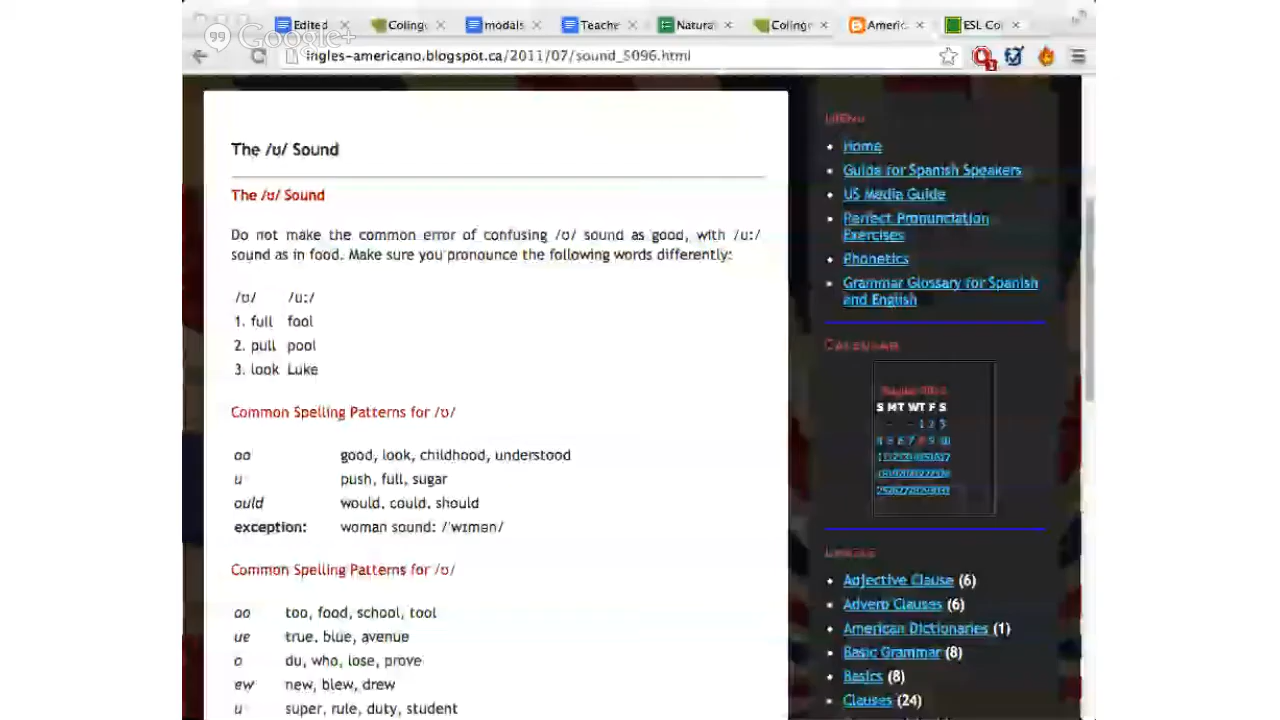 Edited
Coling
modals
Teache
Natura
Coling
Americ
ESL Co
Google+
ingles-americano.blogspot.ca/2011/07/sound_5096.html
The /ʊ/ Sound
The /ʊ/ Sound
Do not make the common error of confusing /ʊ/ sound as good, with /u:/
sound as in food. Make sure you pronounce the following words differently:
/ʊ/ /u:/
1. full fool
2. pull pool
3. look Luke
Common Spelling Patterns for /ʊ/
oo good, look, childhood, understood
u push, full, sugar
ould would, could, should
exception: woman sound: /'wɪmən/
Common Spelling Patterns for /ʊ/
oo too, food, school, tool
ue true, blue, avenue
o du, who, lose, prove
ew new, blew, drew
u super, rule, duty, student
Menu
Home
Guide for Spanish Speakers
US Media Guide
Perfect Pronunciation
Exercises
Phonetics
Grammar Glossary for Spanish
and English
Calendar
S M T W T F S
Labels
Adjective Clause (6)
Adverb Clauses (6)
American Dictionaries (1)
Basic Grammar (8)
Basics (8)
Clauses (24)